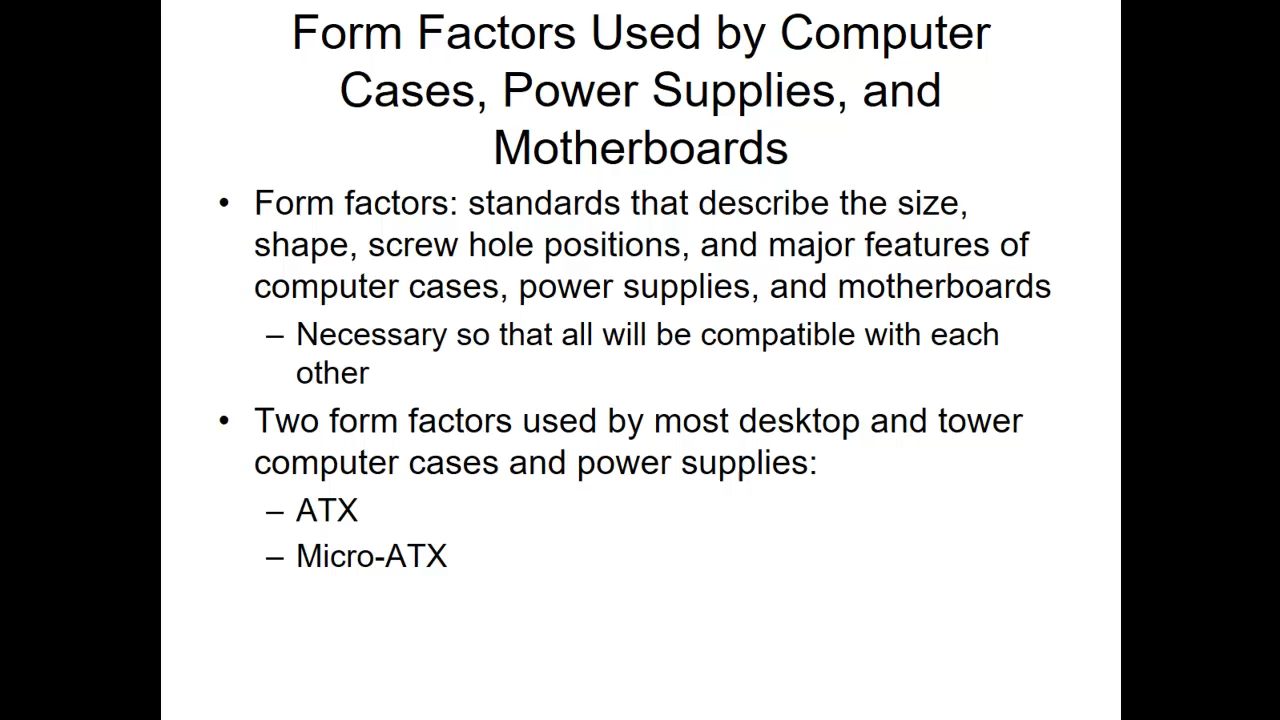 Form Factors Used by Computer
Cases, Power Supplies, and
Motherboards
• Form factors: standards that describe the size,
shape, screw hole positions, and major features of
computer cases, power supplies, and motherboards
– Necessary so that all will be compatible with each
other
• Two form factors used by most desktop and tower
computer cases and power supplies:
– ATX
– Micro-ATX